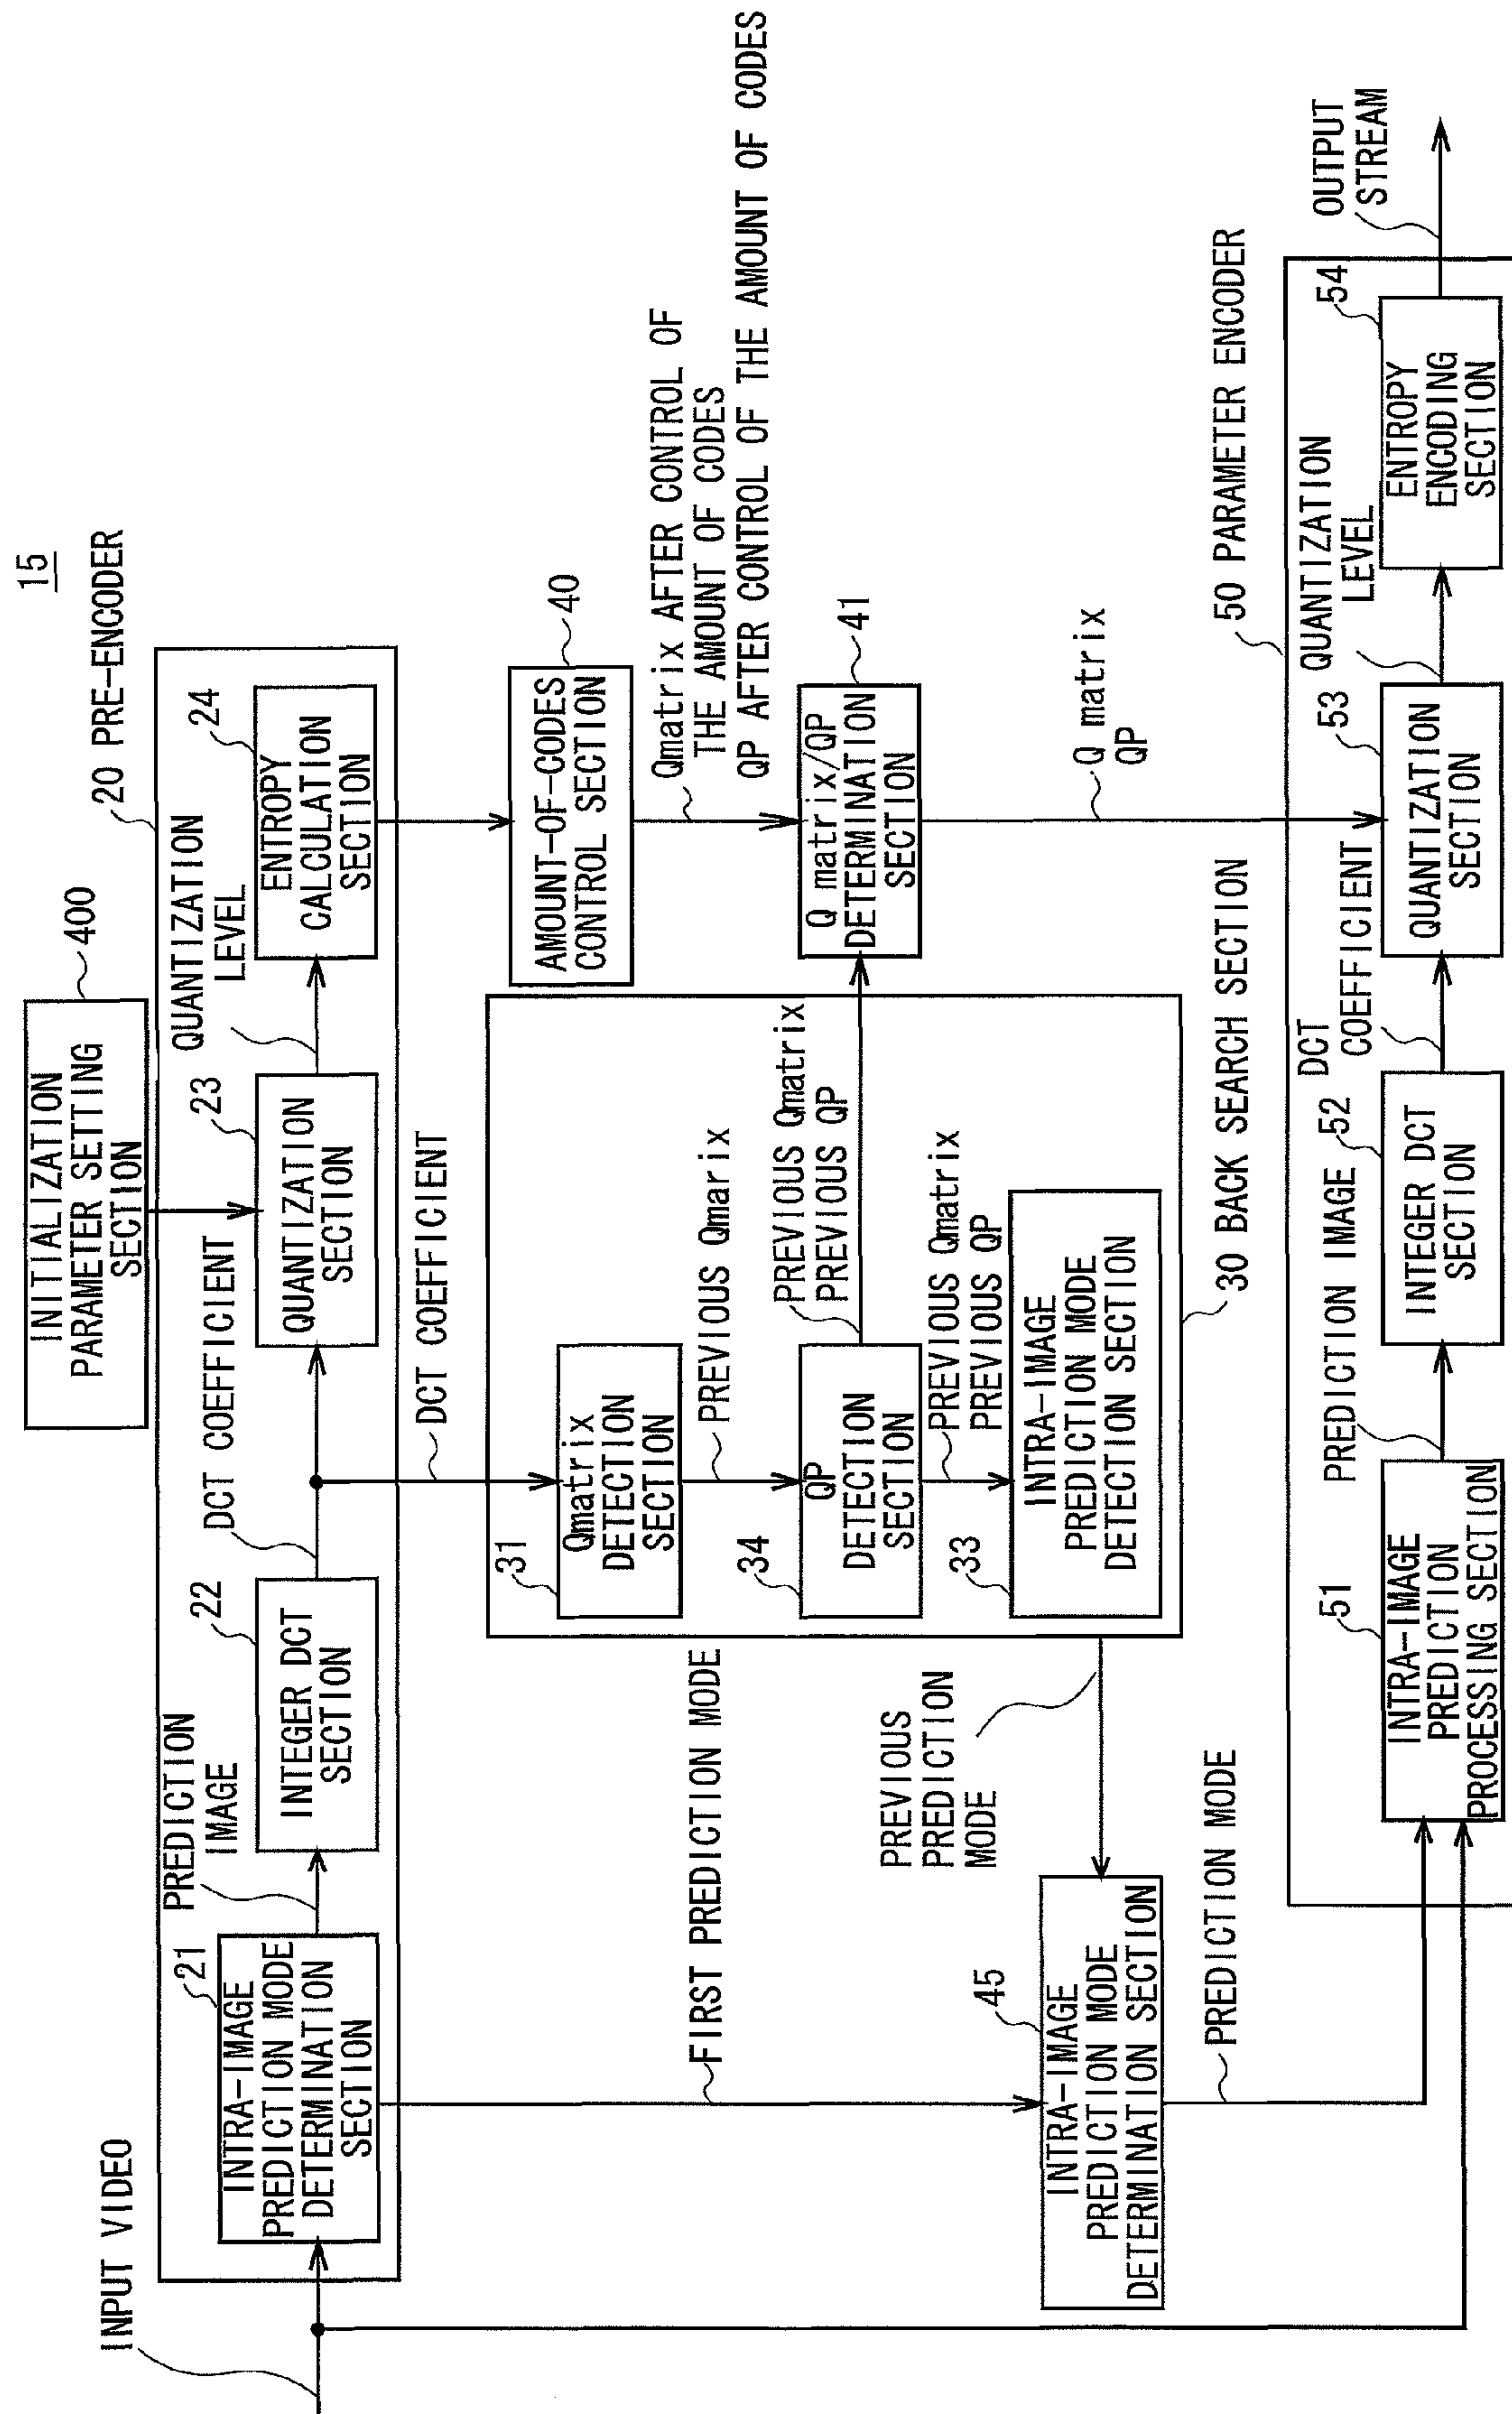 15
INPUT VIDEO
20 PRE-ENCODER
INITIALIZATION
PARAMETER SETTING
SECTION
400
21
INTRA-IMAGE
PREDICTION MODE
DETERMINATION
SECTION
PREDICTION
IMAGE
22
INTEGER DCT
SECTION
DCT COEFFICIENT
23
QUANTIZATION
SECTION
QUANTIZATION
LEVEL
24
ENTROPY
CALCULATION
SECTION
DCT COEFFICIENT
40
AMOUNT-OF-CODES
CONTROL SECTION
Qmatrix AFTER CONTROL OF
THE AMOUNT OF CODES
QP AFTER CONTROL OF THE AMOUNT OF CODES
31
Qmatrix
DETECTION
SECTION
PREVIOUS Qmarix
34
QP
DETECTION
SECTION
PREVIOUS Qmatrix
PREVIOUS QP
41
Q matrix/QP
DETERMINATION
SECTION
Q matrix
QP
PREVIOUS Qmatrix
PREVIOUS QP
33
INTRA-IMAGE
PREDICTION MODE
DETECTION SECTION
30 BACK SEARCH SECTION
FIRST PREDICTION MODE
PREVIOUS
PREDICTION
MODE
45
INTRA-IMAGE
PREDICTION MODE
DETERMINATION SECTION
PREDICTION MODE
50 PARAMETER ENCODER
51
INTRA-IMAGE
PREDICTION
PROCESSING SECTION
PREDICTION IMAGE
52
INTEGER DCT
SECTION
DCT
COEFFICIENT
53
QUANTIZATION
SECTION
QUANTIZATION
LEVEL
54
ENTROPY
ENCODING
SECTION
OUTPUT
STREAM